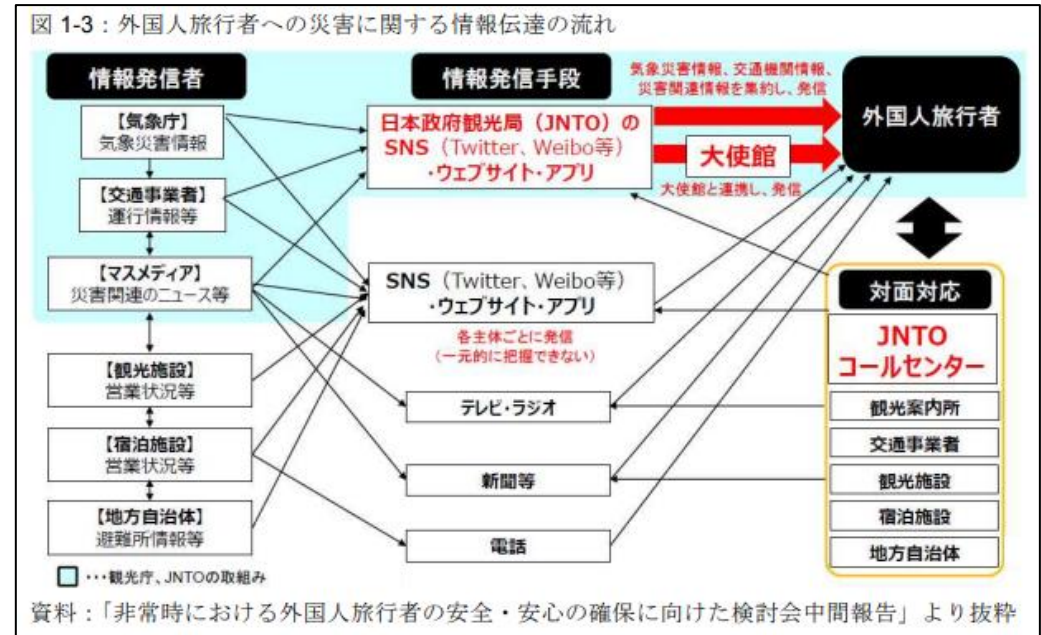 図 1-3：外国人旅行者への災害に関する情報伝達の流れ
情報発信者
【気象庁】
気象災害情報
【交通事業者】
運行情報等
【マスメディア】
災害関連のニュース等
【観光施設】
営業状況等
【宿泊施設】
営業状況等
【地方自治体】
避難所情報等
情報発信手段
日本政府観光局（JNTO）の
SNS（Twitter、Weibo等）
・ウェブサイト・アプリ
SNS（Twitter、Weibo等）
・ウェブサイト・アプリ
各主体ごとに発信
（一元的に把握できない）
テレビ・ラジオ
新聞等
電話
気象災害情報、交通機関情報、
災害関連情報を集約し、発信
大使館
大使館と連携し、発信
外国人旅行者
対面対応
JNTO
コールセンター
観光案内所
交通事業者
観光施設
宿泊施設
地方自治体
・・・観光庁、JNTOの取組み
資料：「非常時における外国人旅行者の安全・安心の確保に向けた検討会中間報告」より抜粋